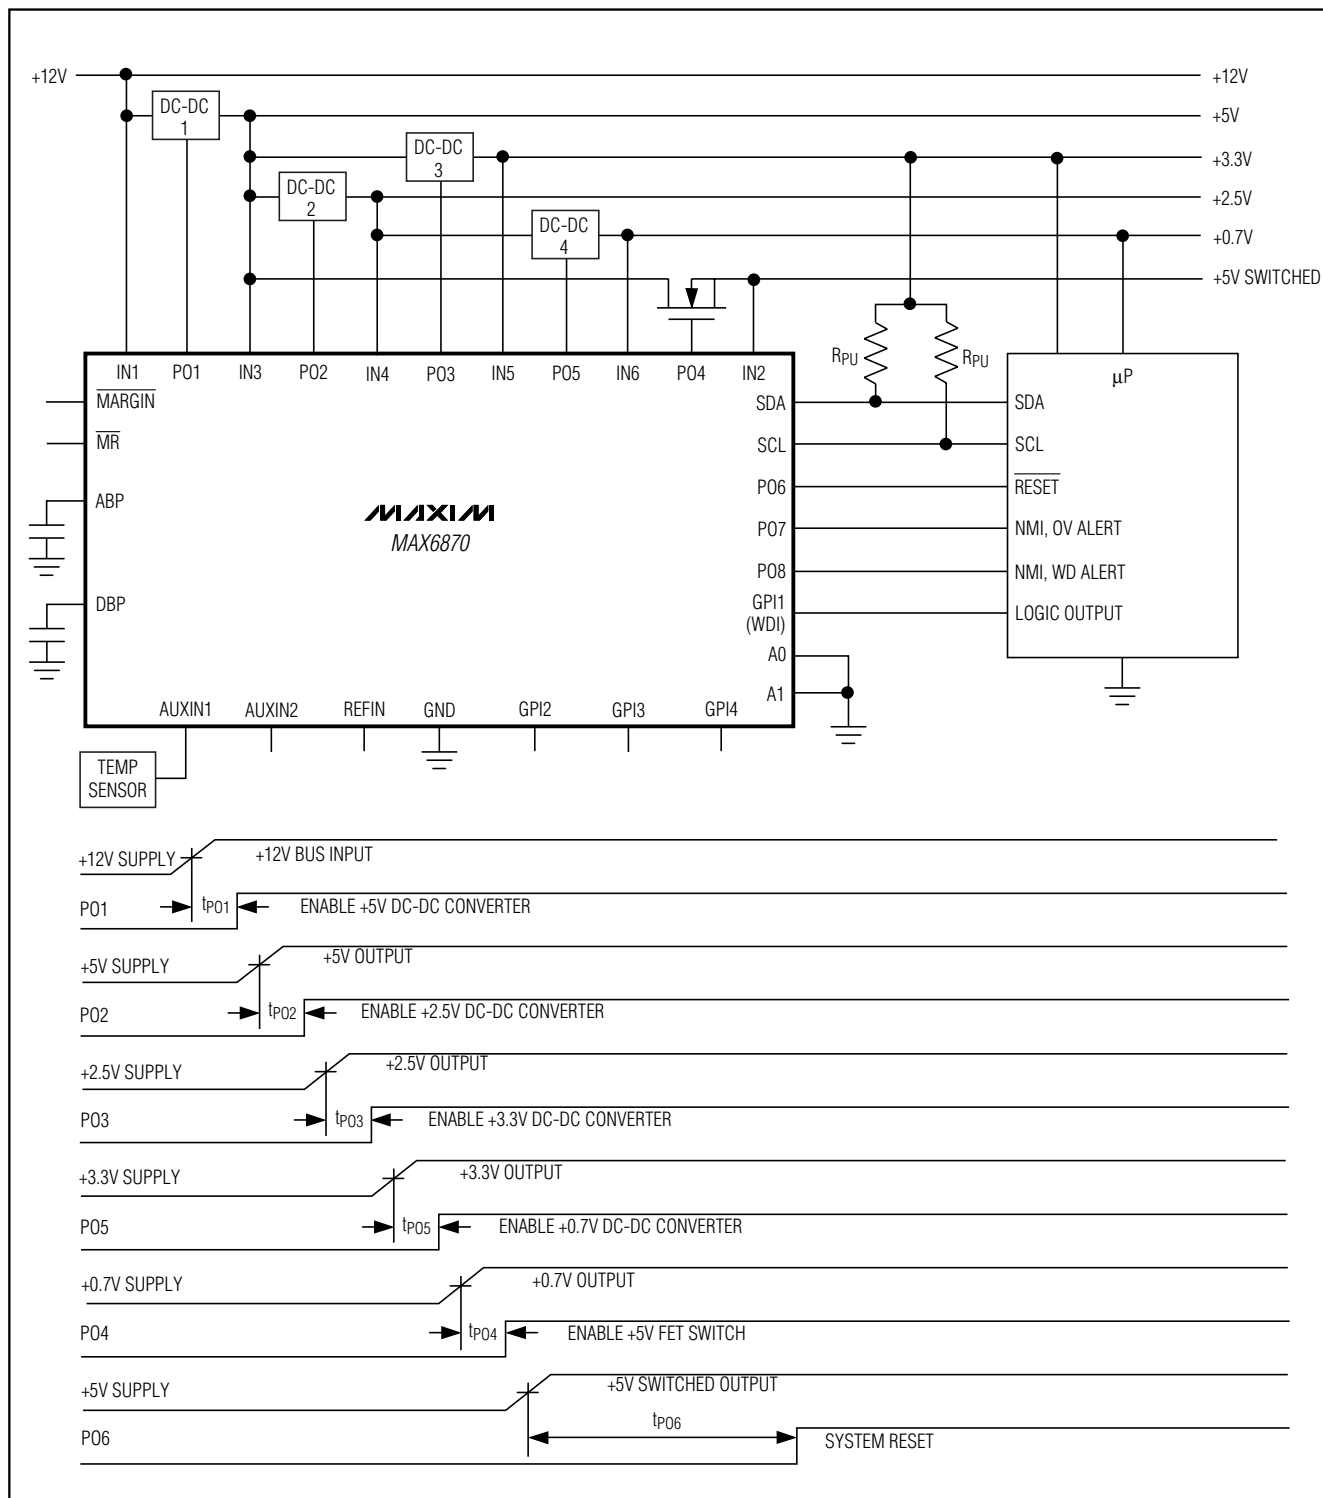 +12V
+12V
DC-DC
1
+5V
DC-DC
3
+3.3V
DC-DC
2
+2.5V
DC-DC
4
+0.7V
+5V SWITCHED
RPU
RPU
IN1
PO1
IN3
PO2
IN4
PO3
IN5
PO5
IN6
PO4
IN2
µP
MARGIN
SDA
SDA
MR
SCL
SCL
ABP
PO6
RESET
MAXIM
MAX6870
PO7
NMI, OV ALERT
PO8
NMI, WD ALERT
DBP
GPI1
(WDI)
LOGIC OUTPUT
A0
A1
AUXIN1
AUXIN2
REFIN
GND
GPI2
GPI3
GPI4
TEMP
SENSOR
+12V SUPPLY
+12V BUS INPUT
PO1
tPO1
ENABLE +5V DC-DC CONVERTER
+5V SUPPLY
+5V OUTPUT
PO2
tPO2
ENABLE +2.5V DC-DC CONVERTER
+2.5V SUPPLY
+2.5V OUTPUT
PO3
tPO3
ENABLE +3.3V DC-DC CONVERTER
+3.3V SUPPLY
+3.3V OUTPUT
PO5
tPO5
ENABLE +0.7V DC-DC CONVERTER
+0.7V SUPPLY
+0.7V OUTPUT
PO4
tPO4
ENABLE +5V FET SWITCH
+5V SUPPLY
+5V SWITCHED OUTPUT
PO6
tPO6
SYSTEM RESET